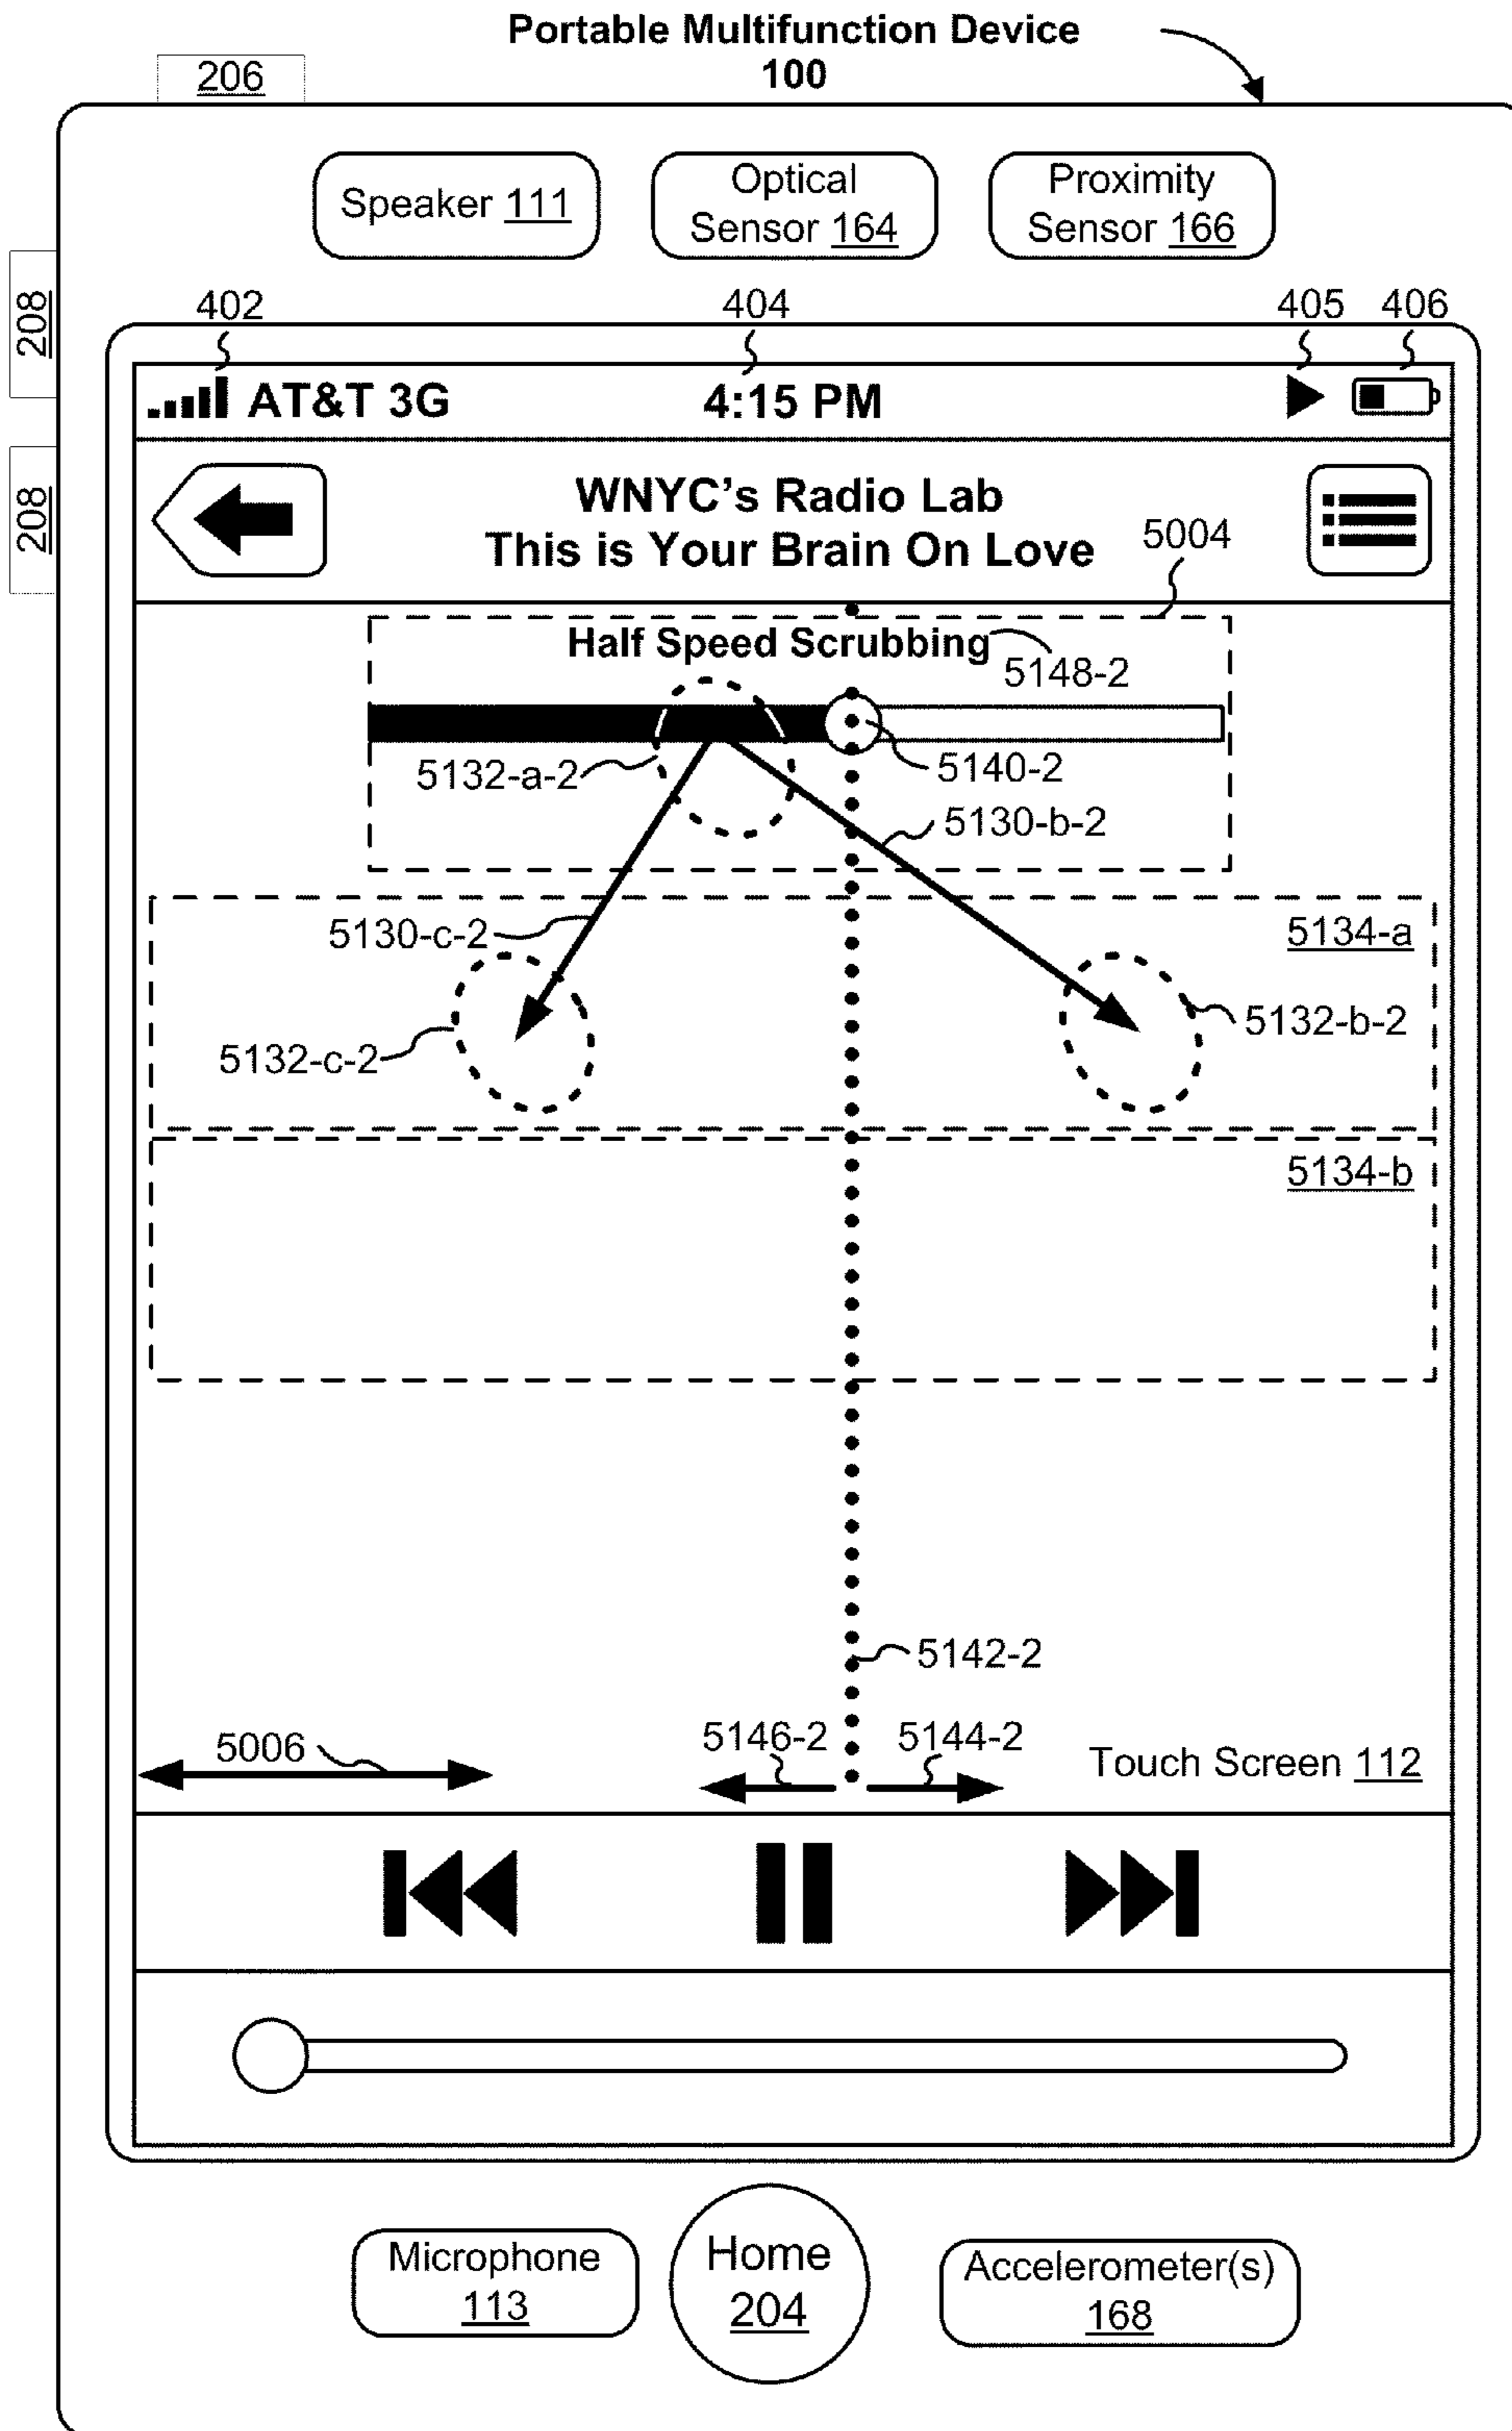 Portable Multifunction Device
100
206
Speaker 111
Optical
Sensor 164
Proximity
Sensor 166
208
208
402
404
405
406
AT&T 3G
4:15 PM
WNYC's Radio Lab
This is Your Brain On Love
5004
Half Speed Scrubbing
5148-2
5132-a-2
5140-2
5130-b-2
5130-c-2
5134-a
5132-b-2
5132-c-2
5134-b
5142-2
5006
5146-2
5144-2
Touch Screen 112
Microphone
113
Home
204
Accelerometer(s)
168